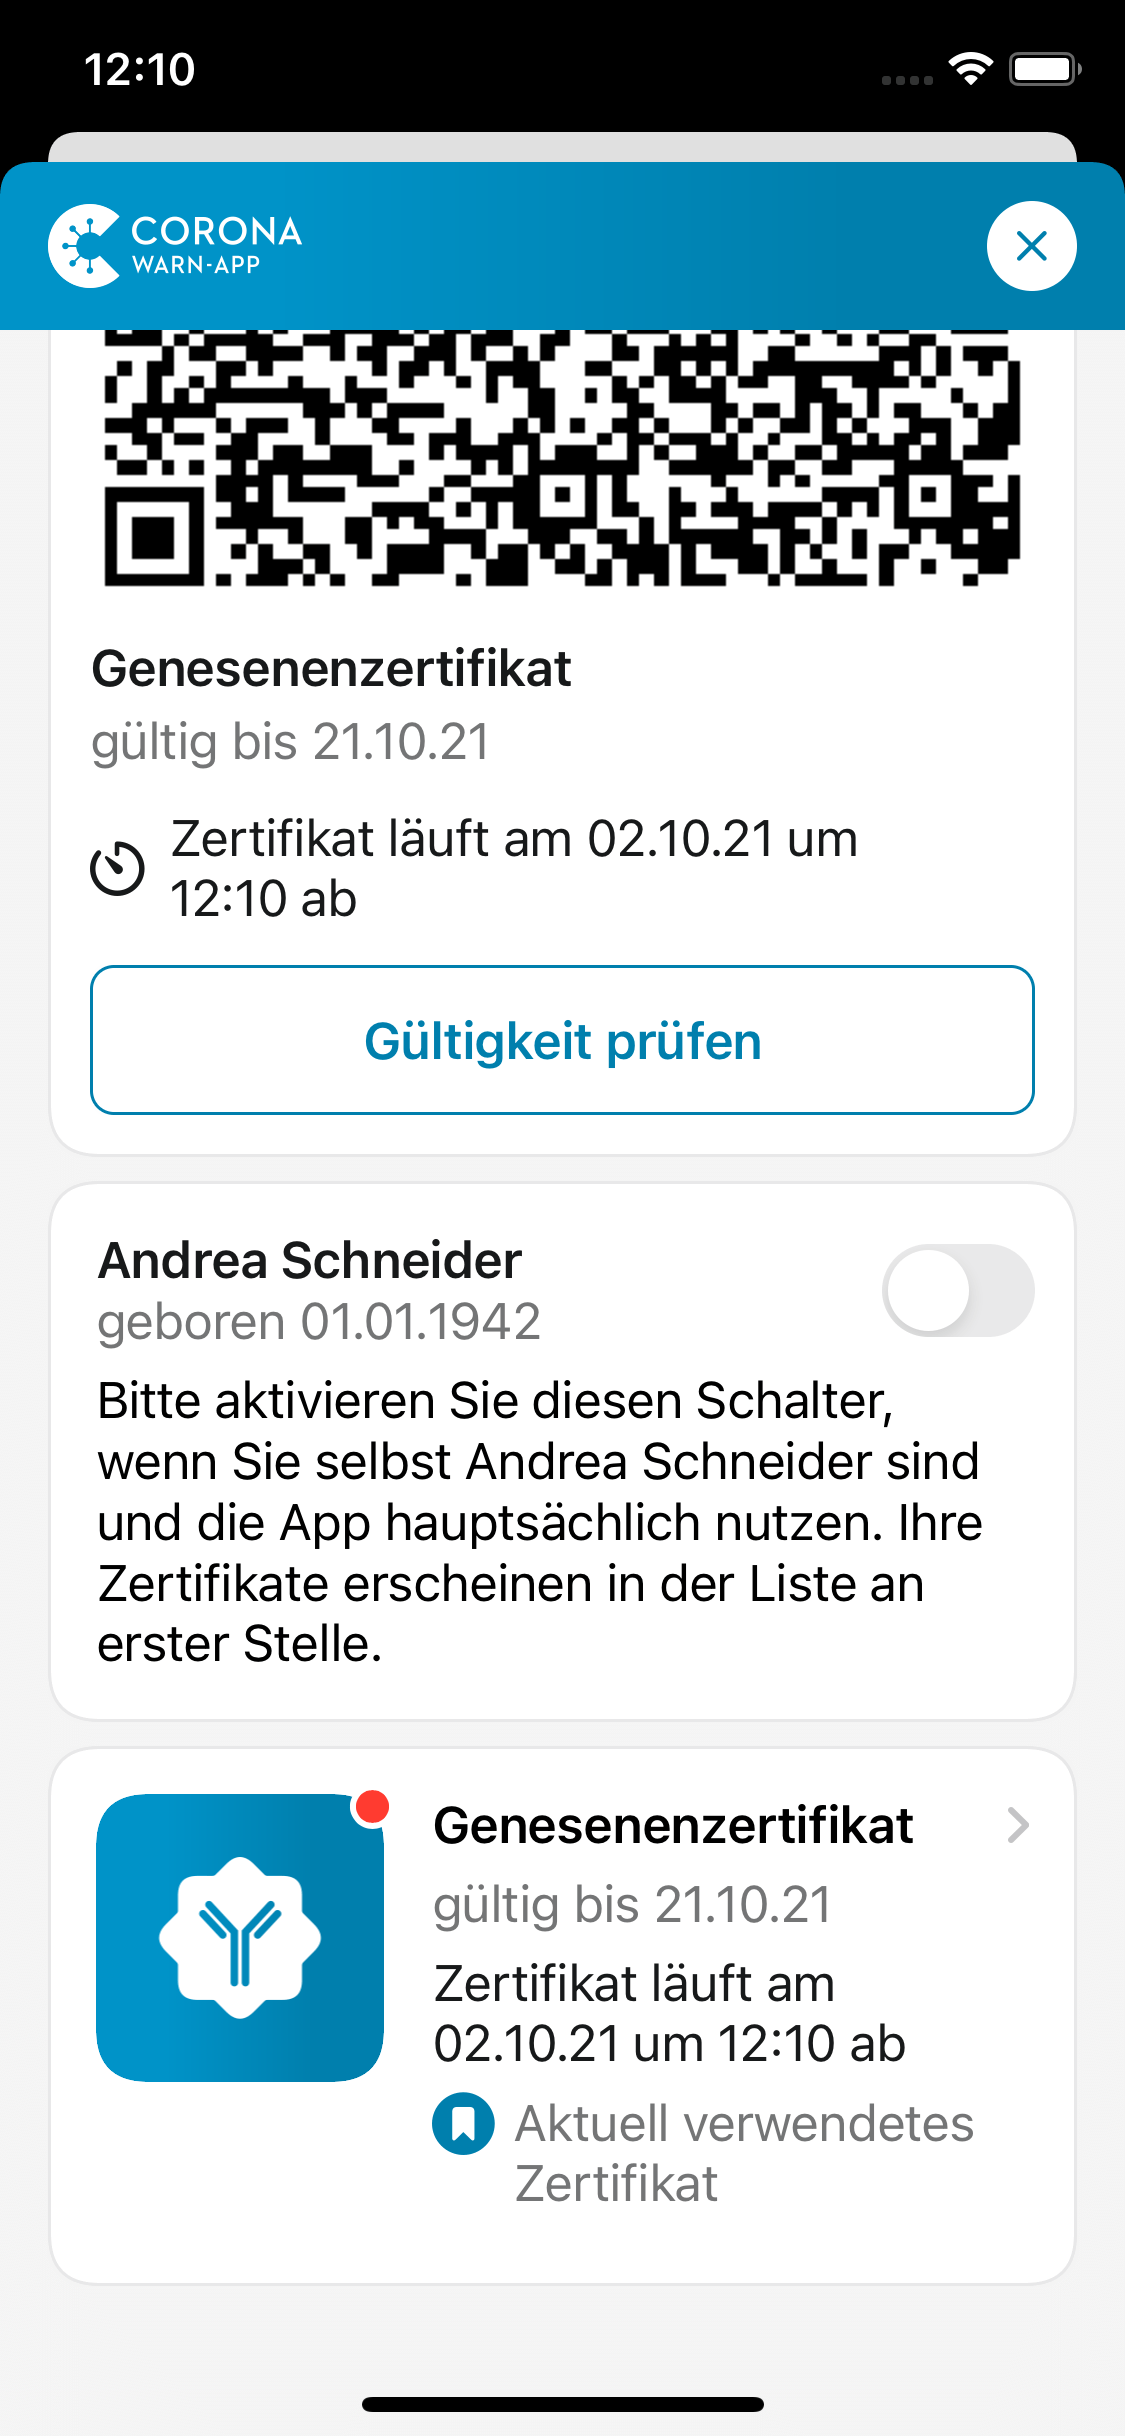 12:10
CORONA
WARN-APP
Genesenenzertifikat
gültig bis 21.10.21
Zertifikat läuft am 02.10.21 um
12:10 ab
Gültigkeit prüfen
Andrea Schneider
geboren 01.01.1942
Bitte aktivieren Sie diesen Schalter,
wenn Sie selbst Andrea Schneider sind
und die App hauptsächlich nutzen. Ihre
Zertifikate erscheinen in der Liste an
erster Stelle.
Genesenenzertifikat
gültig bis 21.10.21
Zertifikat läuft am
02.10.21 um 12:10 ab
Aktuell verwendetes
Zertifikat